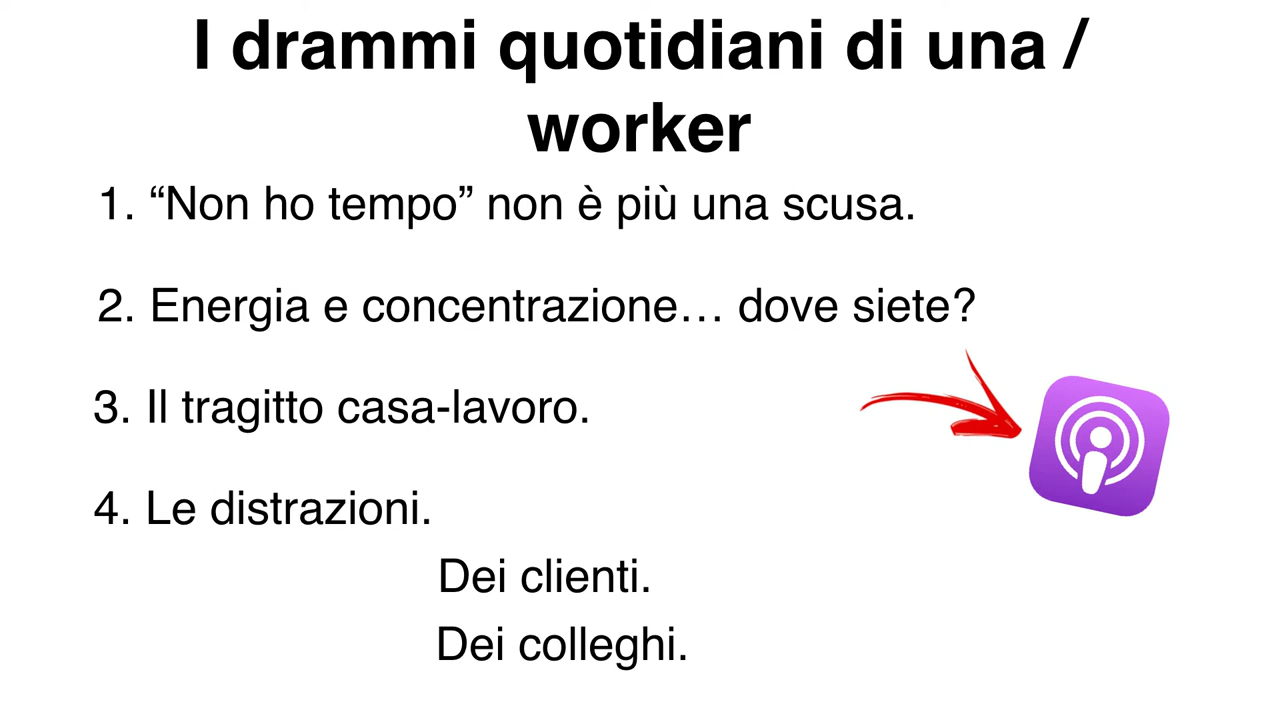 I drammi quotidiani di una /
worker
1. “Non ho tempo” non è più una scusa.
2. Energia e concentrazione… dove siete?
3. Il tragitto casa-lavoro.
4. Le distrazioni.
Dei clienti.
Dei colleghi.